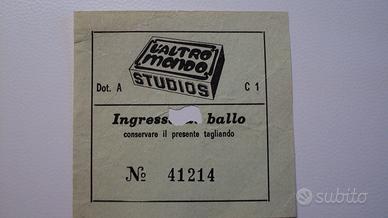 L'ALTRO
MONDO
STUDIOS
Dot. A C 1
Ingress ballo
conservare il presente tagliando
№ 41214
subito